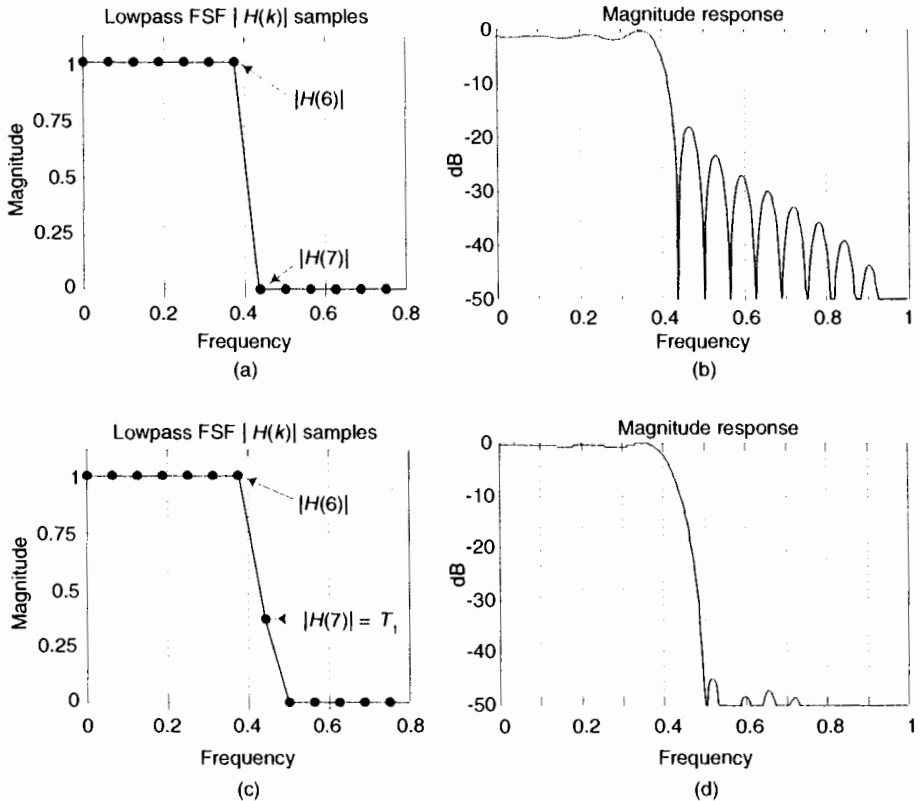 Lowpass FSF | H(k)| samples
1
0.75
0.5
0.25
0
Magnitude
|H(6)|
|H(7)|
0 0.2 0.4 0.6 0.8
Frequency
(a)
Magnitude response
0
-10
-20
-30
-40
-50
dB
0 0.2 0.4 0.6 0.8 1
Frequency
(b)
Lowpass FSF | H(k)| samples
1
0.75
0.5
0.25
0
Magnitude
|H(6)|
|H(7)| = T1
0 0.2 0.4 0.6 0.8
Frequency
(c)
Magnitude response
0
-10
-20
-30
-40
-50
dB
0 0.2 0.4 0.6 0.8 1
Frequency
(d)